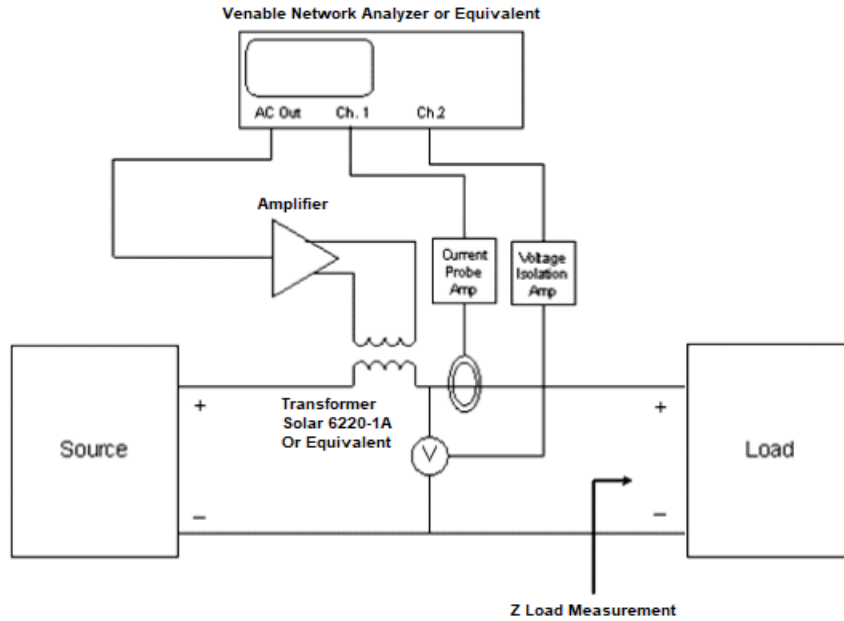 Venable Network Analyzer or Equivalent
AC Out Ch. 1 Ch.2
Amplifier
Current
Probe
Amp
Voltage
Isolation
Amp
Transformer
Solar 6220-1A
Or Equivalent
Source
+
−
V
Load
+
−
Z Load Measurement